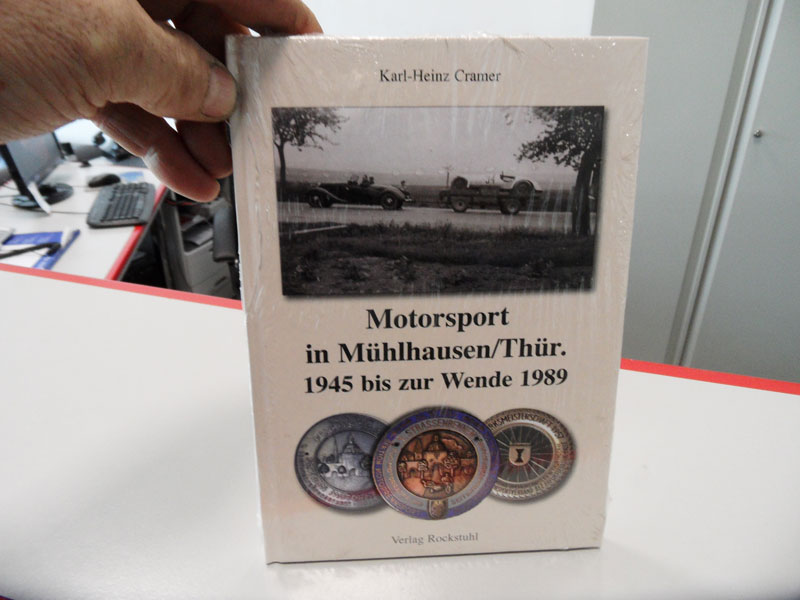 Karl-Heinz Cramer
Motorsport
in Mühlhausen/Thür.
1945 bis zur Wende 1989
Verlag Rockstuhl